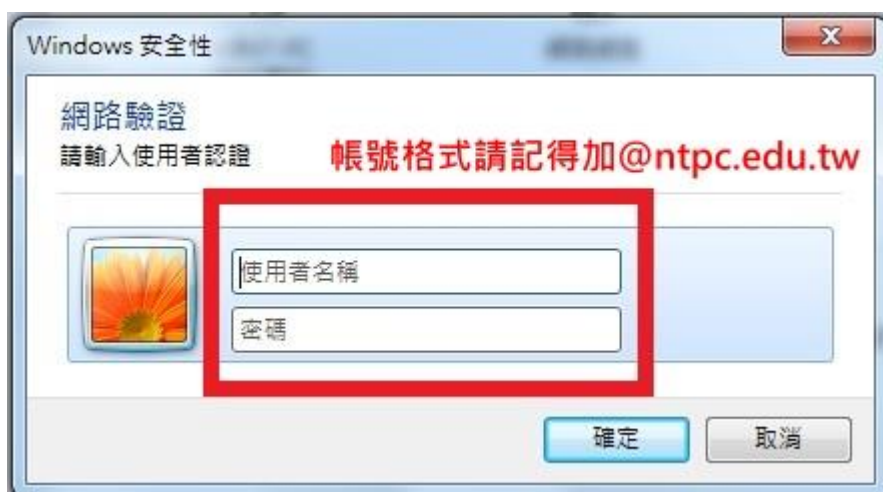 Windows 安全性
網路驗證
請輸入使用者認證
帳號格式請記得加@ntpc.edu.tw
使用者名稱
密碼
確定
取消